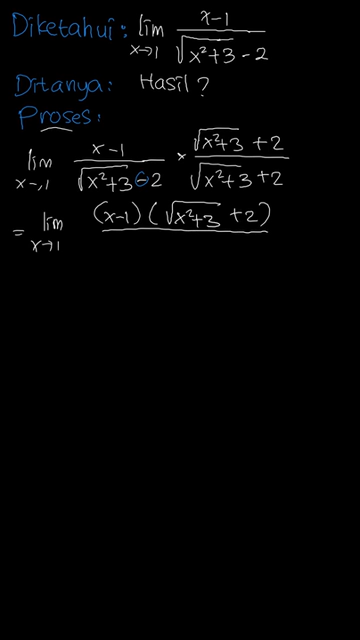 Diketahui: lim x→1 (x-1)/(√(x²+3) - 2)
Ditanya: Hasil?
Proses:
lim x→1 (x-1)/(√(x²+3) - 2) × (√(x²+3) + 2)/(√(x²+3) + 2)
= lim x→1 (x-1)(√(x²+3) + 2)